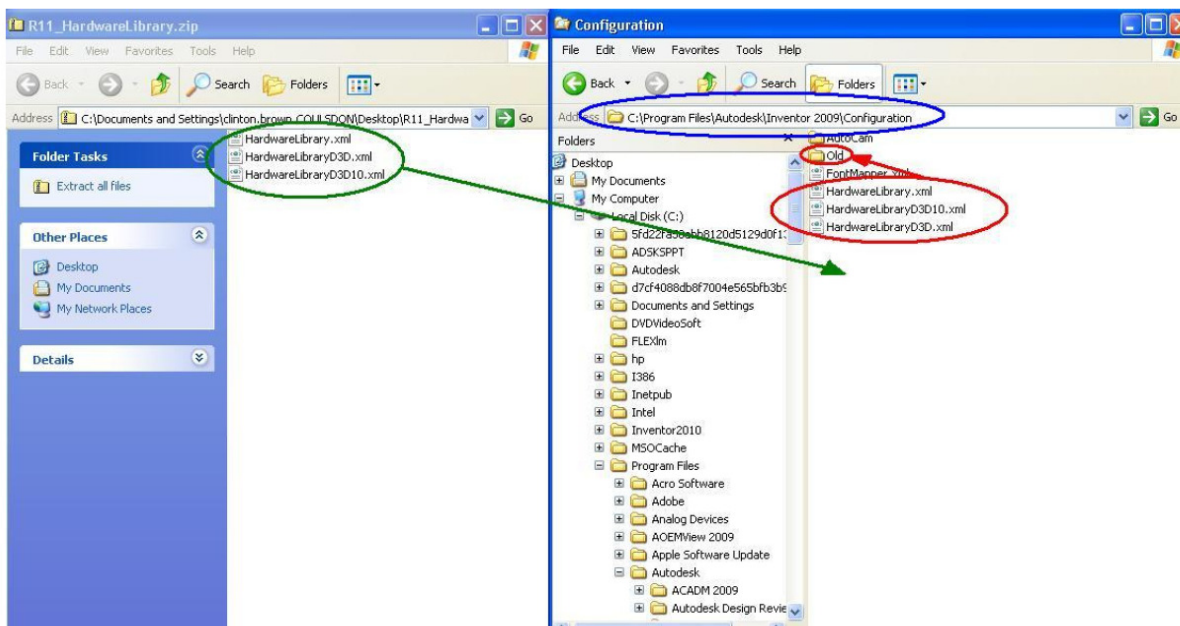 R11_HardwareLibrary.zip
File Edit View Favorites Tools Help
Back Search Folders
Address C:\Documents and Settings\clinton.brown.COULSDON\Desktop\R11_Hardwa Go
Folder Tasks
Extract all files
Other Places
Desktop
My Documents
My Network Places
Details
HardwareLibrary.xml
HardwareLibraryD3D.xml
HardwareLibraryD3D10.xml
Configuration
File Edit View Favorites Tools Help
Back Search Folders
Address C:\Program Files\Autodesk\Inventor 2009\Configuration Go
Folders
Desktop
My Documents
My Computer
Local Disk (C:)
ADSKSPPT
Autodesk
d7cf4088db8f7004e565bfb3b9
Documents and Settings
DVDVideoSoft
FLEXlm
hp
I386
Inetpub
Intel
Inventor2010
MSOCache
Program Files
Acro Software
Adobe
Analog Devices
AOEMView 2009
Apple Software Update
Autodesk
ACADM 2009
Autodesk Design Revie
AutoCam
Old
FontMapper.xml
HardwareLibrary.xml
HardwareLibraryD3D10.xml
HardwareLibraryD3D.xml